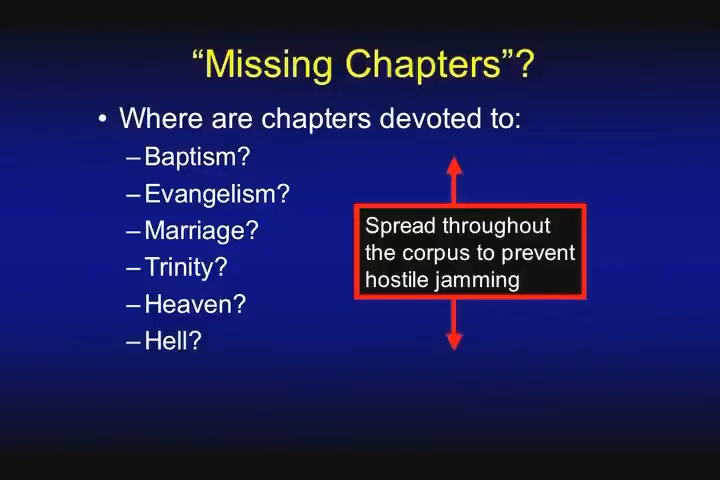 “Missing Chapters”?
• Where are chapters devoted to:
–Baptism?
–Evangelism?
–Marriage?
–Trinity?
–Heaven?
–Hell?
Spread throughout
the corpus to prevent
hostile jamming